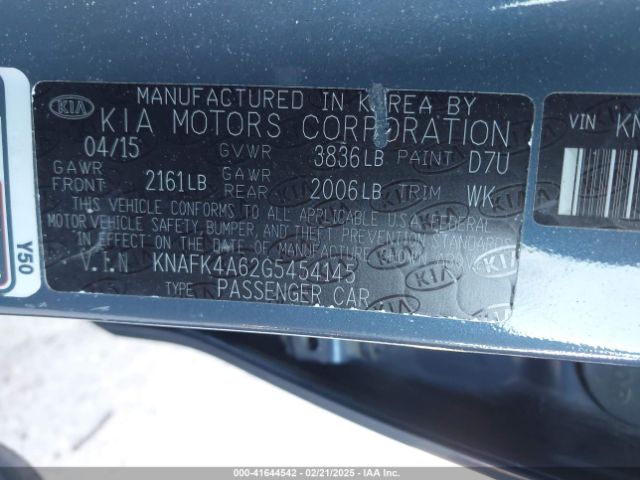 MANUFACTURED IN KOREA BY
KIA
KIA MOTORS CORPORATION
04/15 GVWR 3836LB PAINT D7U
GAWR FRONT 2161LB GAWR REAR 2006LB TRIM WK
THIS VEHICLE CONFORMS TO ALL APPLICABLE U.S.A FEDERAL
MOTOR VEHICLE SAFETY, BUMPER, AND THEFT PREVENTION STANDARDS
IN EFFECT ON THE DATE OF MANUFACTURE SHOWN ABOVE.
V.I.N KNAFK4A62G5454145
TYPE PASSENGER CAR
VIN KN
Y50
000-41644542 / 02/21/2025 - IAA Inc.